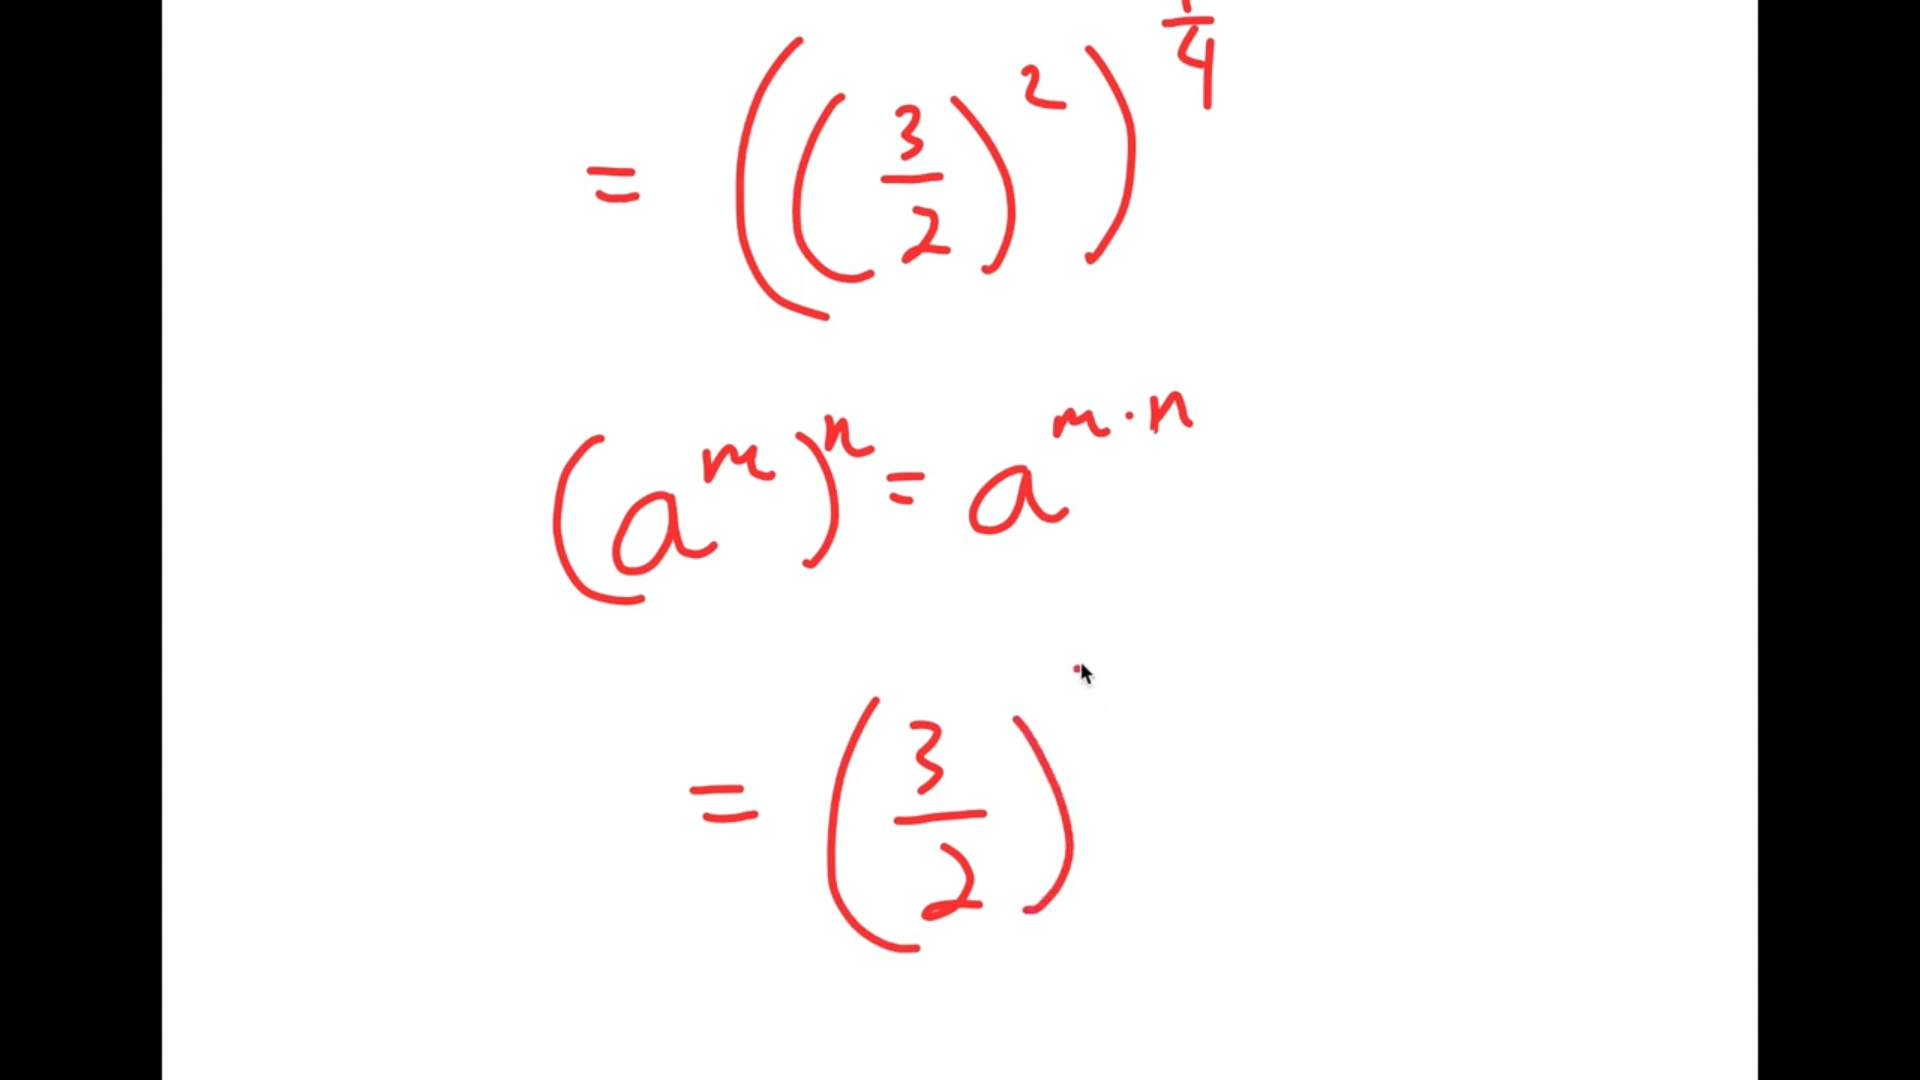 = ((3/2)^2)^1/4
(a^m)^n = a^m·n
= (3/2)